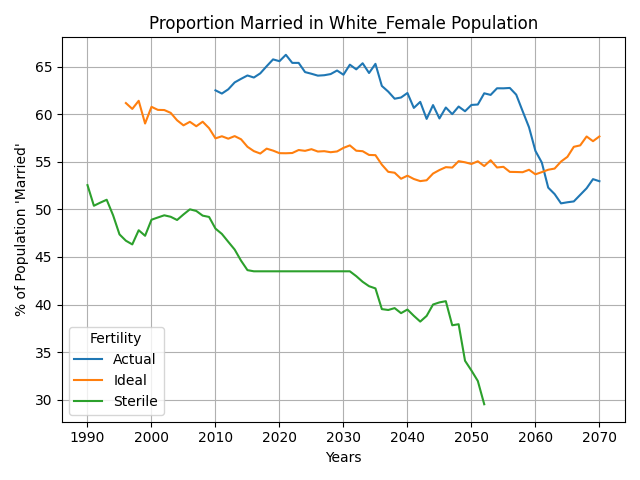 Proportion Married in White_Female Population
% of Population 'Married'
65
60
55
50
45
40
35
30
Fertility
Actual
Ideal
Sterile
1990 2000 2010 2020 2030 2040 2050 2060 2070
Years